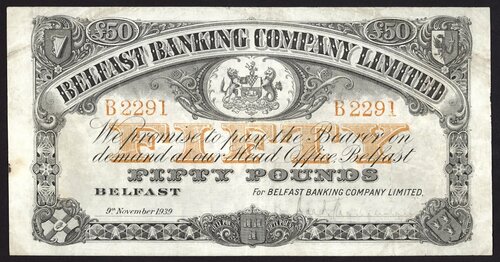 £50 £50
BELFAST BANKING COMPANY LIMITED
B 2291 B 2291
FIFTY
We promise to pay the Bearer on
demand at our Head Office, Belfast
FIFTY POUNDS
BELFAST For BELFAST BANKING COMPANY LIMITED.
9th November 1939